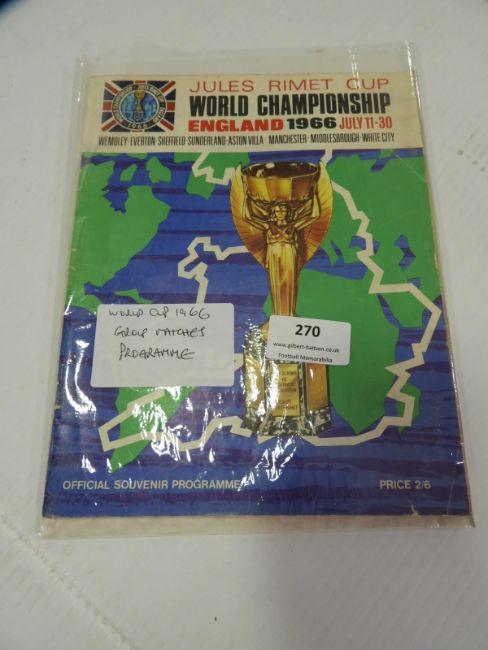 JULES RIMET CUP
WORLD CHAMPIONSHIP
ENGLAND 1966 JULY 11-30
WEMBLEY·EVERTON·SHEFFIELD·SUNDERLAND·ASTON VILLA·MANCHESTER·MIDDLESBROUGH·WHITE CITY
1966
WORLD CUP 1966
GROUP MATCHES
PROGRAMME
270
www.gilbert-baitson.co.uk
Football Memorabilia
OFFICIAL SOUVENIR PROGRAMME
PRICE 2/6